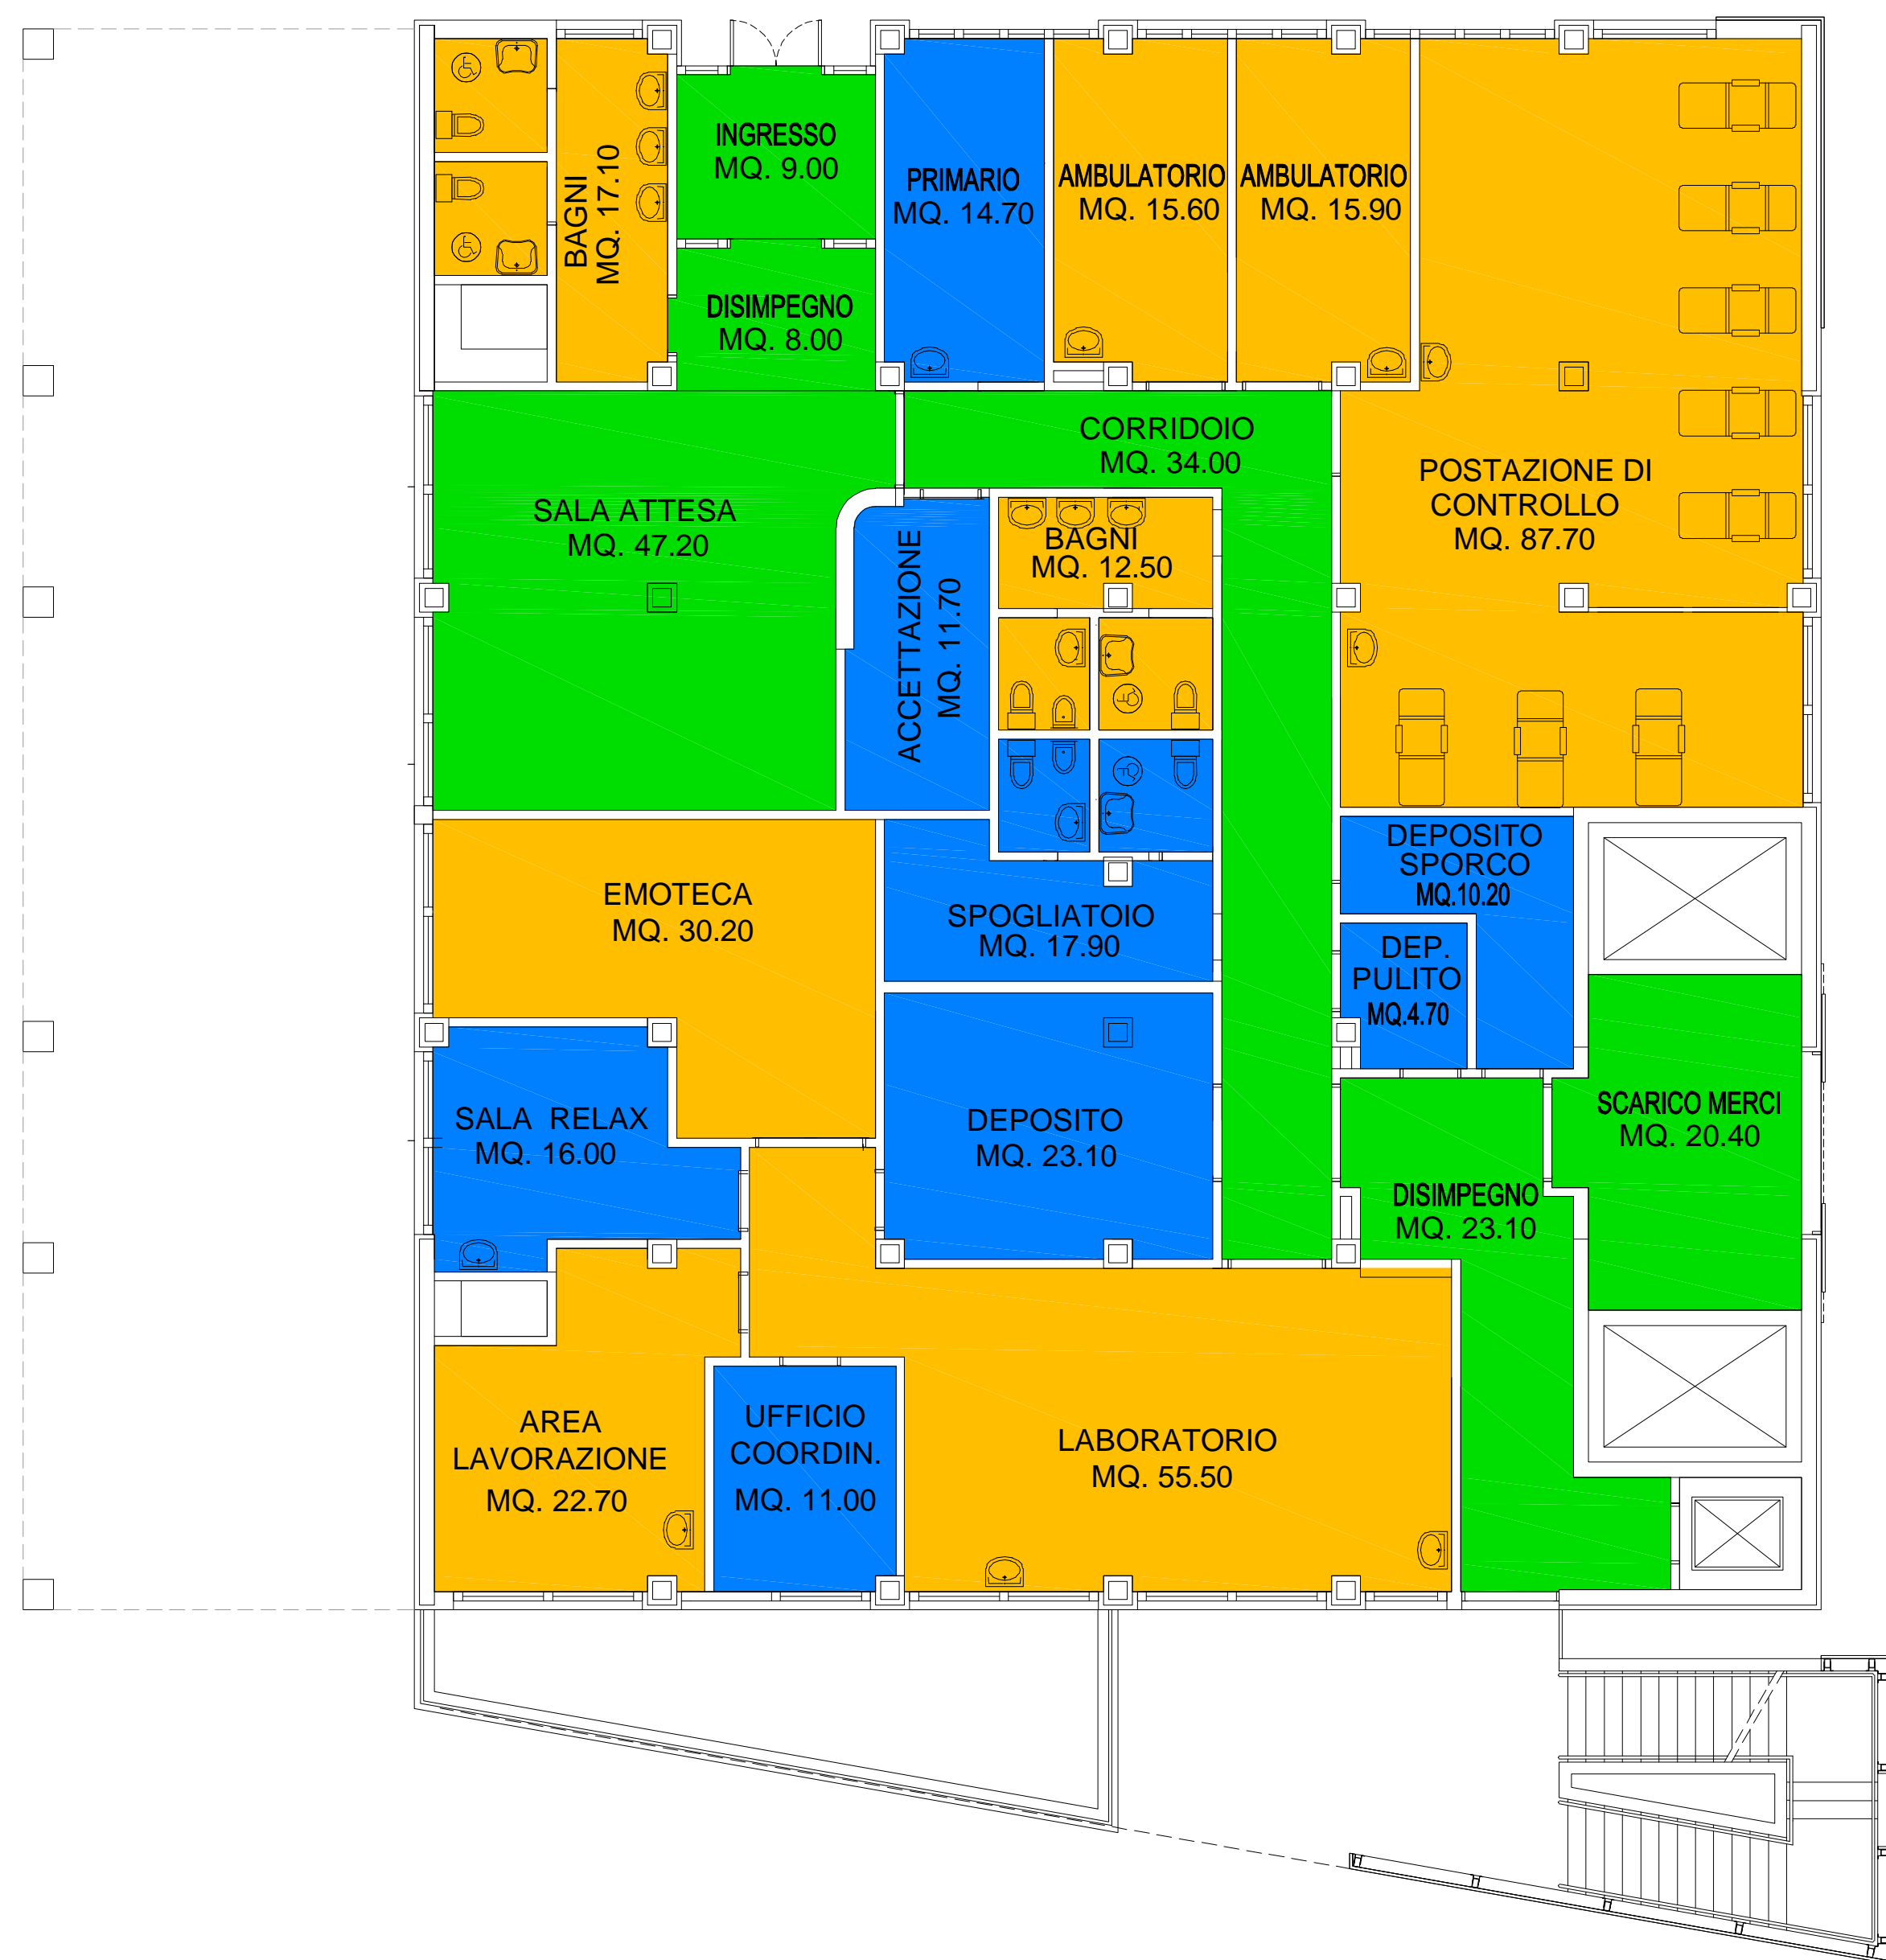 INGRESSO
MQ. 9.00
BAGNI
MQ. 17.10
PRIMARIO
MQ. 14.70
AMBULATORIO
MQ. 15.60
AMBULATORIO
MQ. 15.90
DISIMPEGNO
MQ. 8.00
CORRIDOIO
MQ. 34.00
POSTAZIONE DI
CONTROLLO
MQ. 87.70
SALA ATTESA
MQ. 47.20
ACCETTAZIONE
MQ. 11.70
BAGNI
MQ. 12.50
DEPOSITO
SPORCO
MQ.10.20
EMOTECA
MQ. 30.20
SPOGLIATOIO
MQ. 17.90
DEP.
PULITO
MQ.4.70
SALA RELAX
MQ. 16.00
DEPOSITO
MQ. 23.10
SCARICO MERCI
MQ. 20.40
DISIMPEGNO
MQ. 23.10
AREA
LAVORAZIONE
MQ. 22.70
UFFICIO
COORDIN.
MQ. 11.00
LABORATORIO
MQ. 55.50